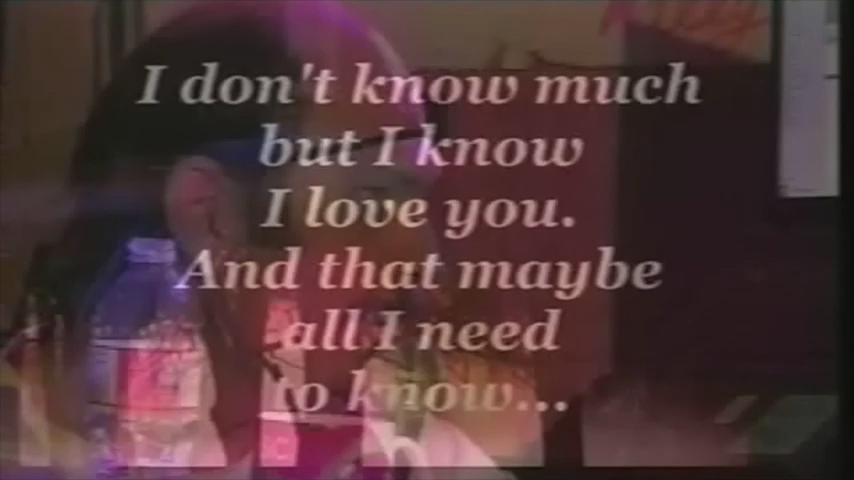 I don't know much
but I know
I love you.
And that maybe
all I need
to know...